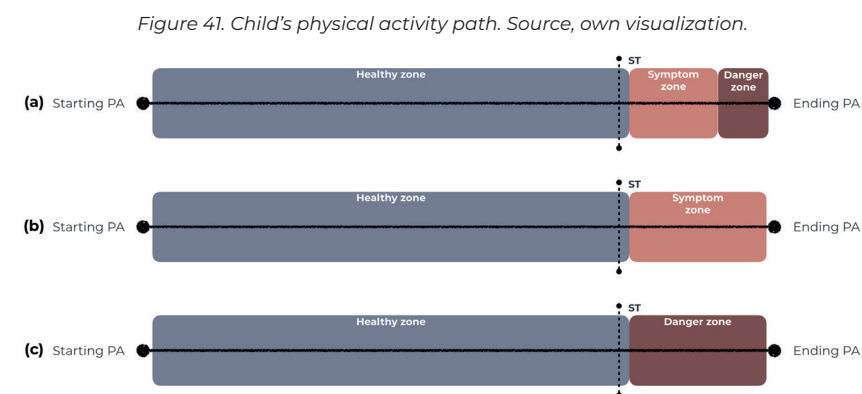 Figure 41. Child's physical activity path. Source, own visualization.
ST
Healthy zone
Symptom
zone
Danger
zone
(a) Starting PA
Ending PA
ST
Healthy zone
Symptom
zone
(b) Starting PA
Ending PA
ST
Healthy zone
Danger zone
(c) Starting PA
Ending PA